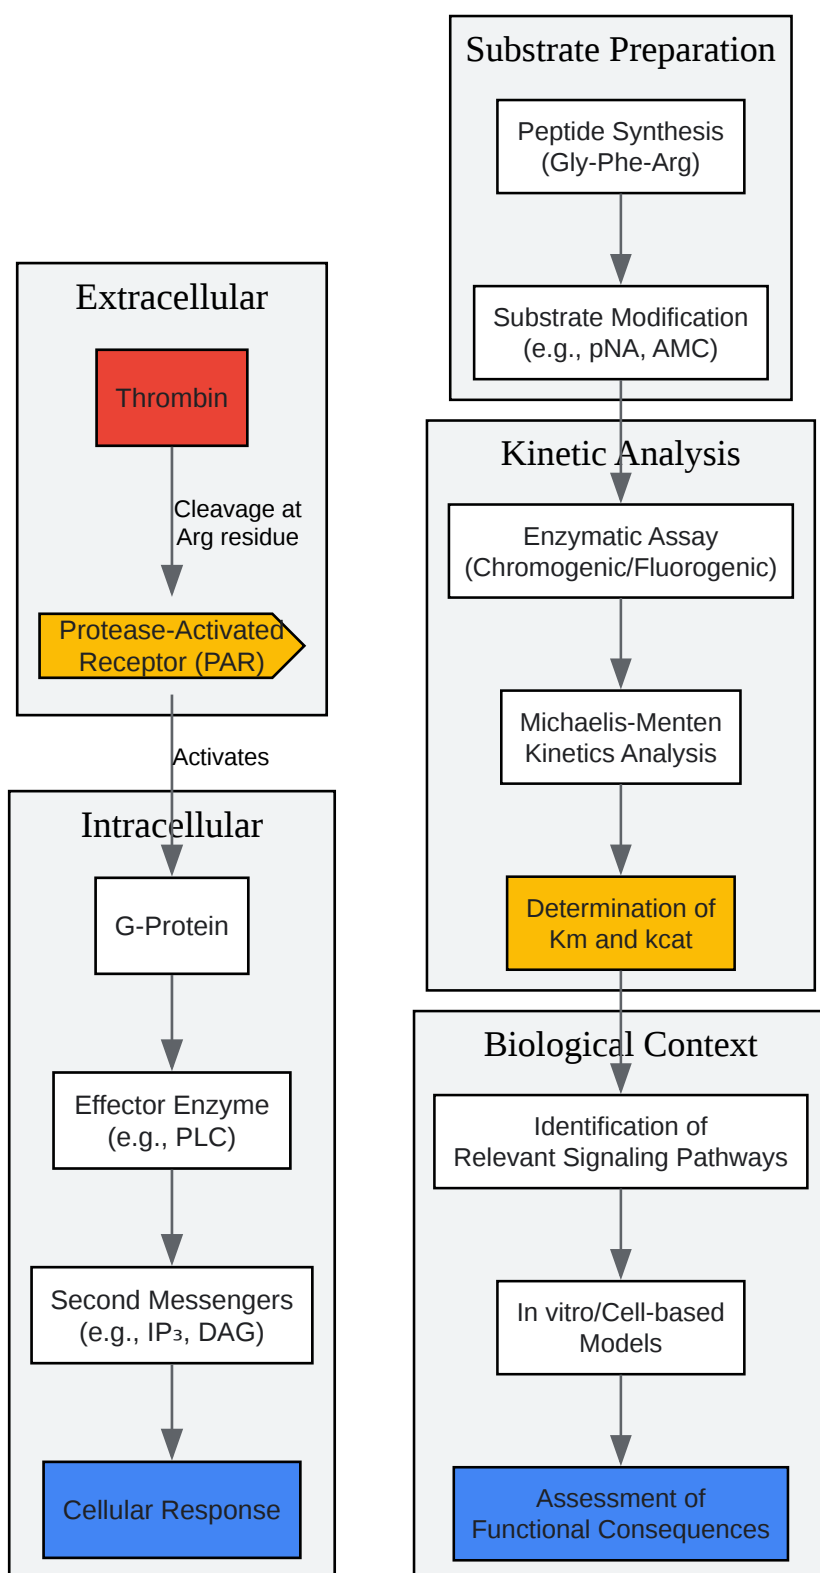 Extracellular
Thrombin
Cleavage at
Arg residue
Protease-Activated
Receptor (PAR)
Activates
Intracellular
G-Protein
Effector Enzyme
(e.g., PLC)
Second Messengers
(e.g., IP₃, DAG)
Cellular Response
Substrate Preparation
Peptide Synthesis
(Gly-Phe-Arg)
Substrate Modification
(e.g., pNA, AMC)
Kinetic Analysis
Enzymatic Assay
(Chromogenic/Fluorogenic)
Michaelis-Menten
Kinetics Analysis
Determination of
Km and kcat
Biological Context
Identification of
Relevant Signaling Pathways
In vitro/Cell-based
Models
Assessment of
Functional Consequences